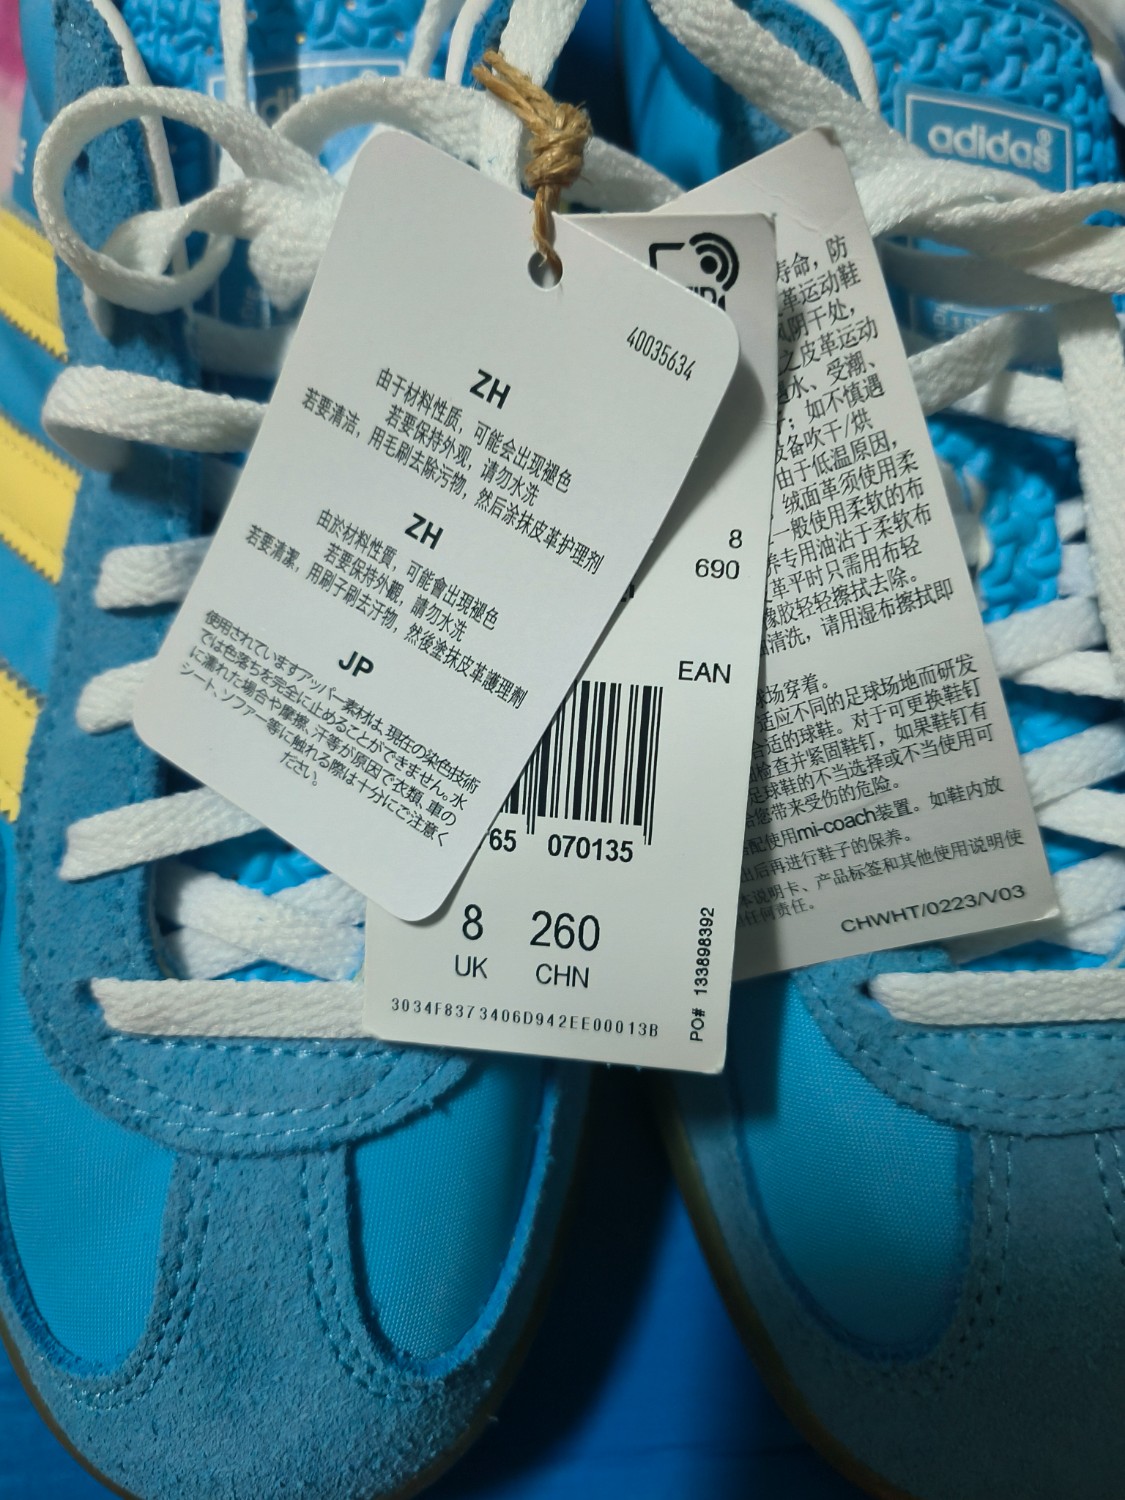 adidas
adidas
40035634
ZH
由于材料性质，可能会出现褪色
若要保持外观，请勿水洗
若要清洁，用毛刷去除污物，然后涂抹皮革护理剂
ZH
由於材料性質，可能會出現褪色
若要保持外觀，請勿水洗
若要清潔，用刷子刷去汙物，然後塗抹皮革護理劑
JP
使用されていますアッパー素材は、現在の染色技術
では色落ちを完全に止めることができません。水
に濡れた場合や摩擦、汗等が原因で衣類、車の
シート、ソファー等に触れる際は十分にご注意く
ださい。
8
690
EAN
65 070135
8 260
UK CHN
3034F8373406D942EE00013B
PO# 133898392
寿命，防
革运动鞋
风阴干处，
之皮革运动
水、受潮、
；如不慎遇
设备吹干/烘
由于低温原因，
绒面革须使用柔
一般使用柔软的布
养专用油沾于柔软布
革平时只需用布轻
橡胶轻轻擦拭去除。
清洗，请用湿布擦拭即
球场穿着。
适应不同的足球场地而研发
合适的球鞋。对于可更换鞋钉
检查并紧固鞋钉，如果鞋钉有
足球鞋的不当选择或不当使用可
给您带来受伤的危险。
配使用mi-coach装置。如鞋内放
出后再进行鞋子的保养。
本说明卡、产品标签和其他使用说明使
任何责任。
CHWHT/0223/V03